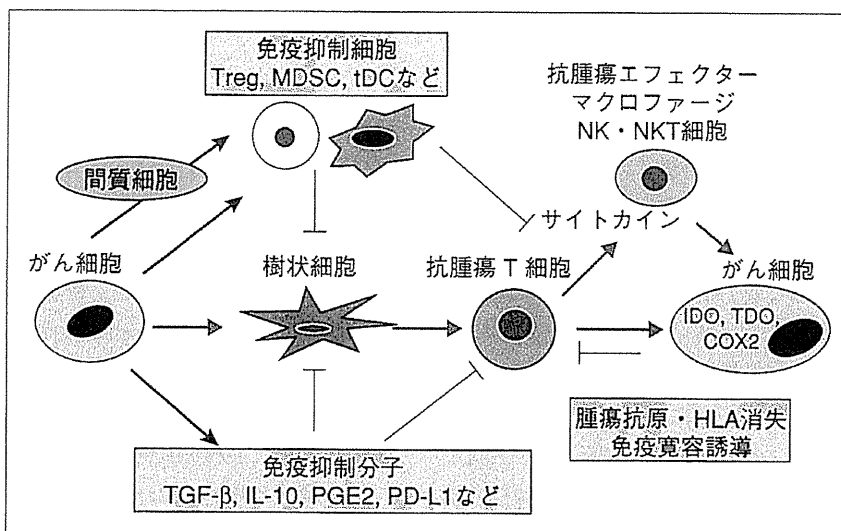 免疫抑制細胞
Treg, MDSC, tDCなど
抗腫瘍エフェクター
マクロファージ
NK・NKT細胞
間質細胞
サイトカイン
がん細胞
樹状細胞
抗腫瘍T細胞
がん細胞
IDO, TDO,
COX2
腫瘍抗原・HLA消失
免疫寛容誘導
免疫抑制分子
TGF-β, IL-10, PGE2, PD-L1など